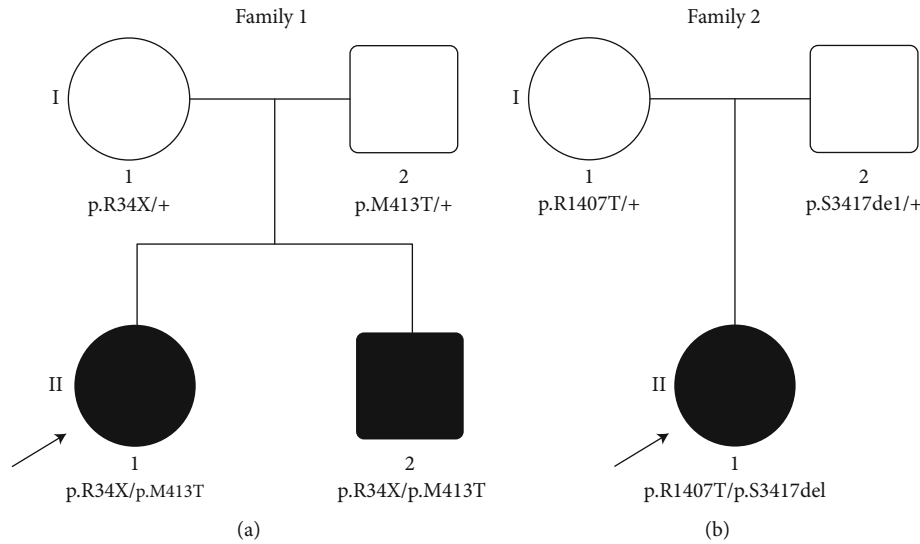 Family 1
Family 2
I
1
p.R34X/+
2
p.M413T/+
I
1
p.R1407T/+
2
p.S3417de1/+
II
1
p.R34X/p.M413T
2
p.R34X/p.M413T
(a)
II
1
p.R1407T/p.S3417del
(b)